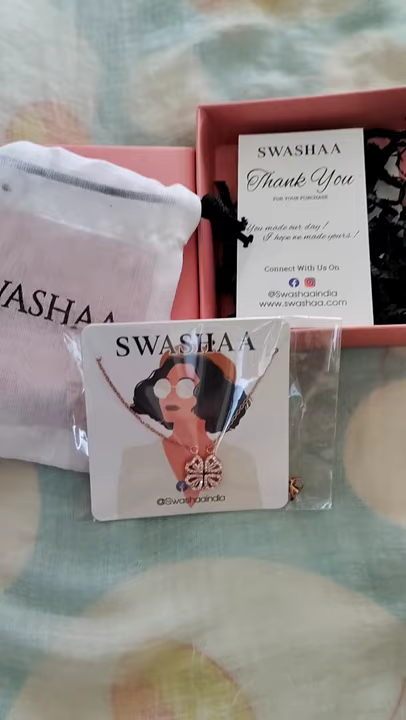 SWASHAA
Thank You
FOR YOUR PURCHASE
You made our day!
I hope we made yours!
Connect With Us On
@Swashaaindia
www.swashaa.com
WASHAA
SWASHAA
@Swashaaindia